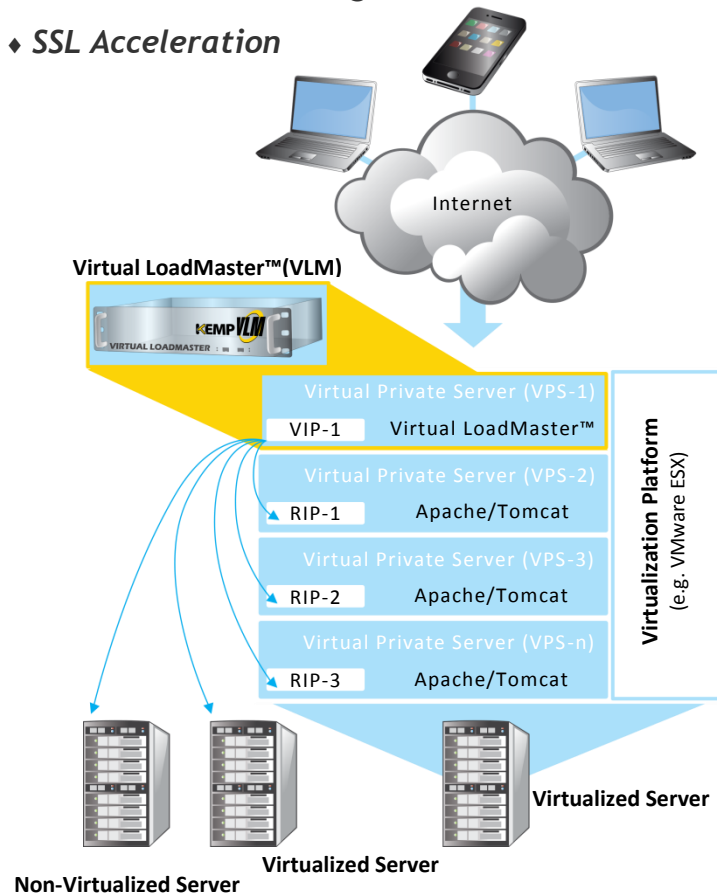 ♦ SSL Acceleration
Internet
Virtual LoadMaster™(VLM)
KEMP VLM
VIRTUAL LOADMASTER
Virtual Private Server (VPS-1)
VIP-1 Virtual LoadMaster™
Virtual Private Server (VPS-2)
RIP-1 Apache/Tomcat
Virtual Private Server (VPS-3)
RIP-2 Apache/Tomcat
Virtual Private Server (VPS-n)
RIP-3 Apache/Tomcat
Virtualization Platform
(e.g. VMware ESX)
Virtualized Server
Virtualized Server
Non-Virtualized Server